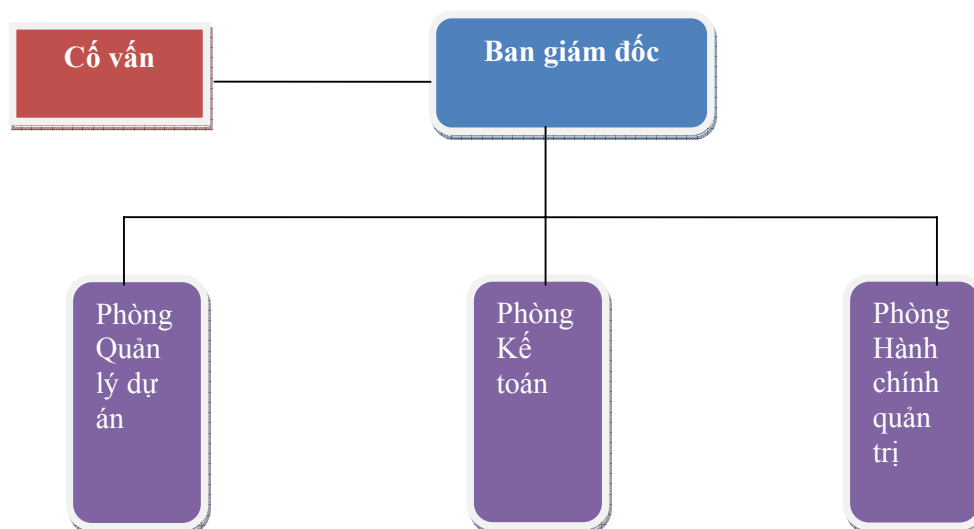 Cố vấn
Ban giám đốc
Phòng
Quản
lý dự
án
Phòng
Kế
toán
Phòng
Hành
chính
quản
trị